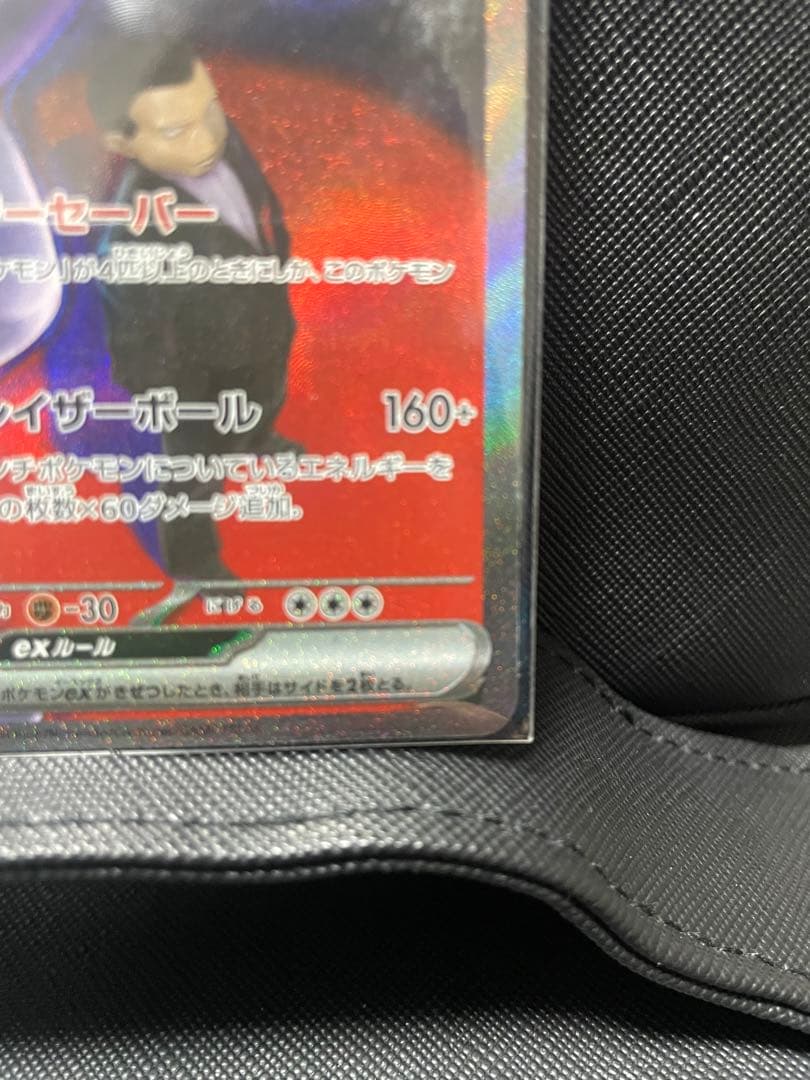 ーセーバー
ケモン」が4匹以上のときにしか、このポケモン
レイザーボール 160+
ンチポケモンについているエネルギーを
の枚数×60ダメージ追加。
-30 にげる
exルール
ポケモンexがきぜつしたとき、相手はサイドを2枚とる。